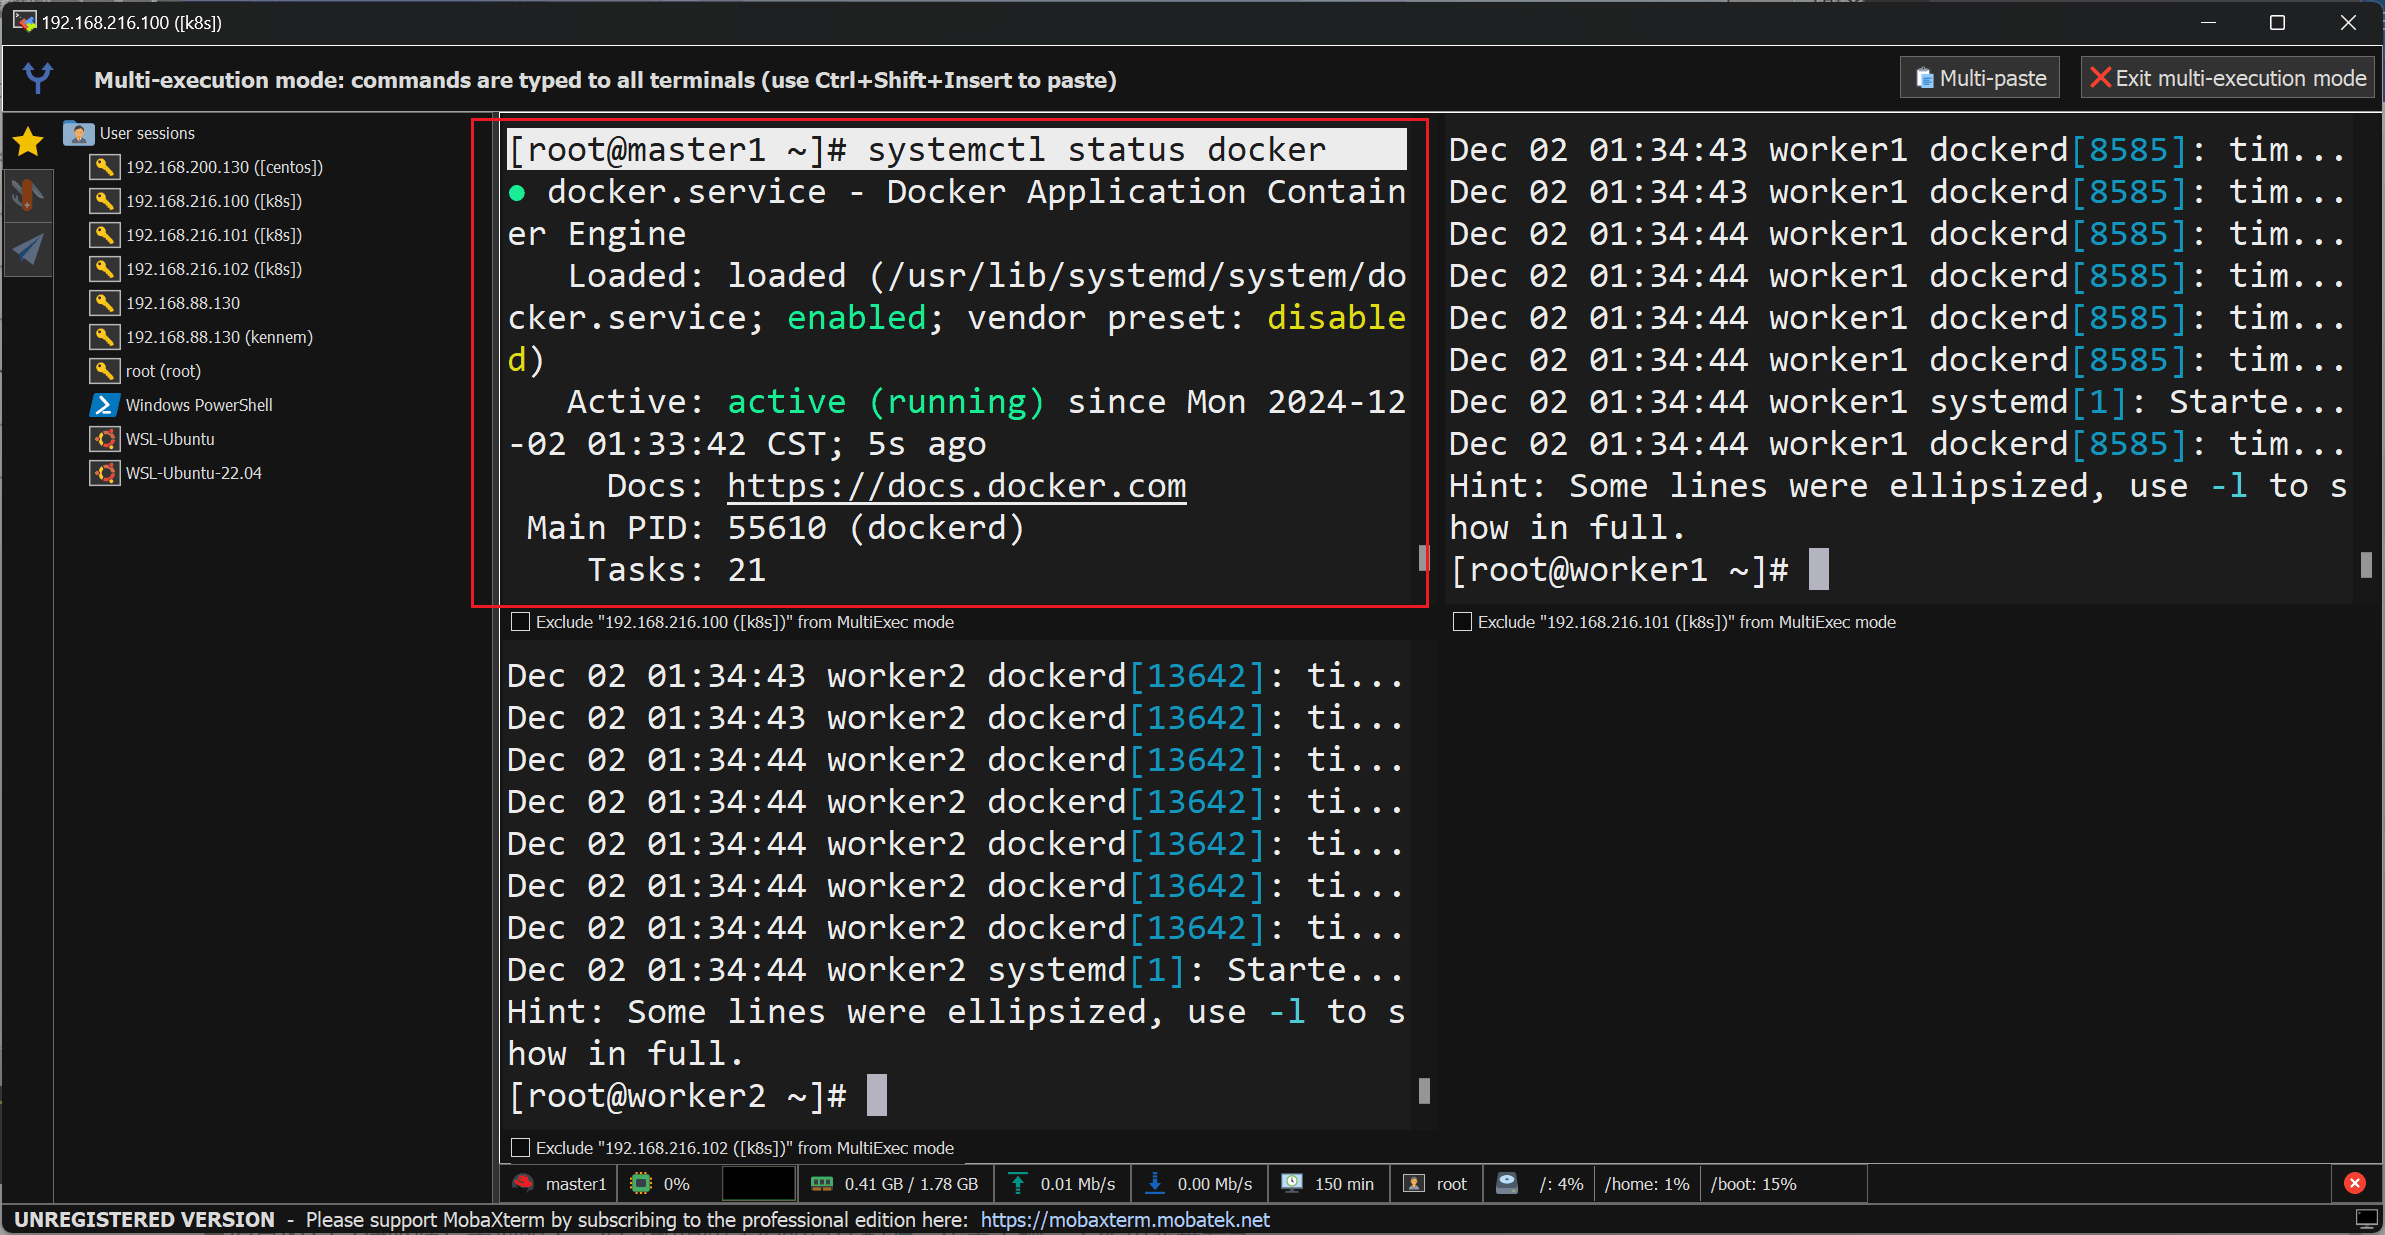 192.168.216.100 ([k8s])
Multi-execution mode: commands are typed to all terminals (use Ctrl+Shift+Insert to paste)
Multi-paste
Exit multi-execution mode
User sessions
192.168.200.130 ([centos])
192.168.216.100 ([k8s])
192.168.216.101 ([k8s])
192.168.216.102 ([k8s])
192.168.88.130
192.168.88.130 (kennem)
root (root)
Windows PowerShell
WSL-Ubuntu
WSL-Ubuntu-22.04
[root@master1 ~]# systemctl status docker
● docker.service - Docker Application Contain
er Engine
Loaded: loaded (/usr/lib/systemd/system/do
cker.service; enabled; vendor preset: disable
d)
Active: active (running) since Mon 2024-12
-02 01:33:42 CST; 5s ago
Docs: https://docs.docker.com
Main PID: 55610 (dockerd)
Tasks: 21
Exclude "192.168.216.100 ([k8s])" from MultiExec mode
Dec 02 01:34:43 worker1 dockerd[8585]: tim...
Dec 02 01:34:43 worker1 dockerd[8585]: tim...
Dec 02 01:34:44 worker1 dockerd[8585]: tim...
Dec 02 01:34:44 worker1 dockerd[8585]: tim...
Dec 02 01:34:44 worker1 dockerd[8585]: tim...
Dec 02 01:34:44 worker1 dockerd[8585]: tim...
Dec 02 01:34:44 worker1 systemd[1]: Starte...
Dec 02 01:34:44 worker1 dockerd[8585]: tim...
Hint: Some lines were ellipsized, use -l to s
how in full.
[root@worker1 ~]#
Exclude "192.168.216.101 ([k8s])" from MultiExec mode
Dec 02 01:34:43 worker2 dockerd[13642]: ti...
Dec 02 01:34:43 worker2 dockerd[13642]: ti...
Dec 02 01:34:44 worker2 dockerd[13642]: ti...
Dec 02 01:34:44 worker2 dockerd[13642]: ti...
Dec 02 01:34:44 worker2 dockerd[13642]: ti...
Dec 02 01:34:44 worker2 dockerd[13642]: ti...
Dec 02 01:34:44 worker2 dockerd[13642]: ti...
Dec 02 01:34:44 worker2 systemd[1]: Starte...
Hint: Some lines were ellipsized, use -l to s
how in full.
[root@worker2 ~]#
Exclude "192.168.216.102 ([k8s])" from MultiExec mode
master1 0% 0.41 GB / 1.78 GB 0.01 Mb/s 0.00 Mb/s 150 min root /: 4% /home: 1% /boot: 15%
UNREGISTERED VERSION - Please support MobaXterm by subscribing to the professional edition here: https://mobaxterm.mobatek.net